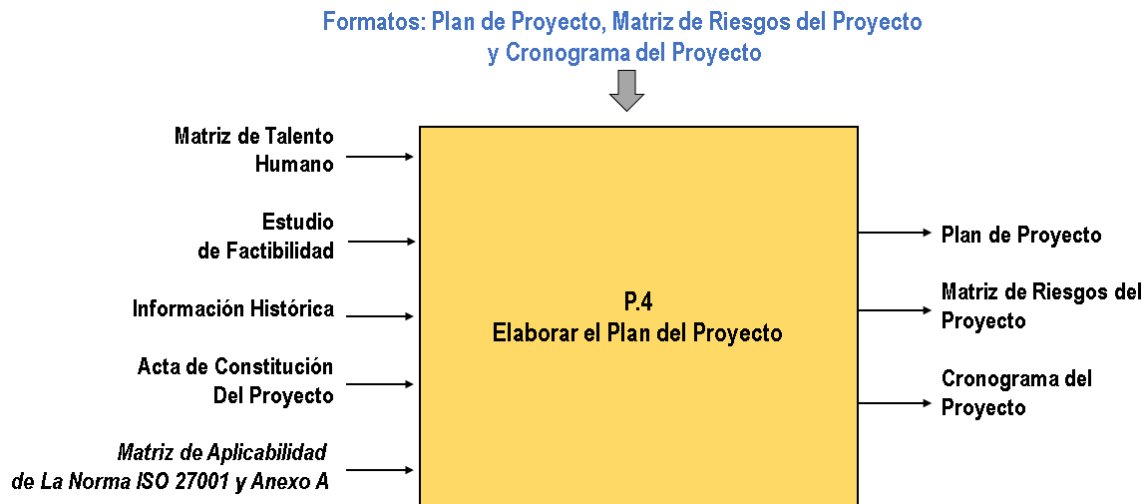 Formatos: Plan de Proyecto, Matriz de Riesgos del Proyecto
y Cronograma del Proyecto
Matriz de Talento
Humano
Estudio
de Factibilidad
Información Histórica
Acta de Constitución
Del Proyecto
Matriz de Aplicabilidad
de La Norma ISO 27001 y Anexo A
P.4
Elaborar el Plan del Proyecto
Plan de Proyecto
Matriz de Riesgos del
Proyecto
Cronograma del
Proyecto